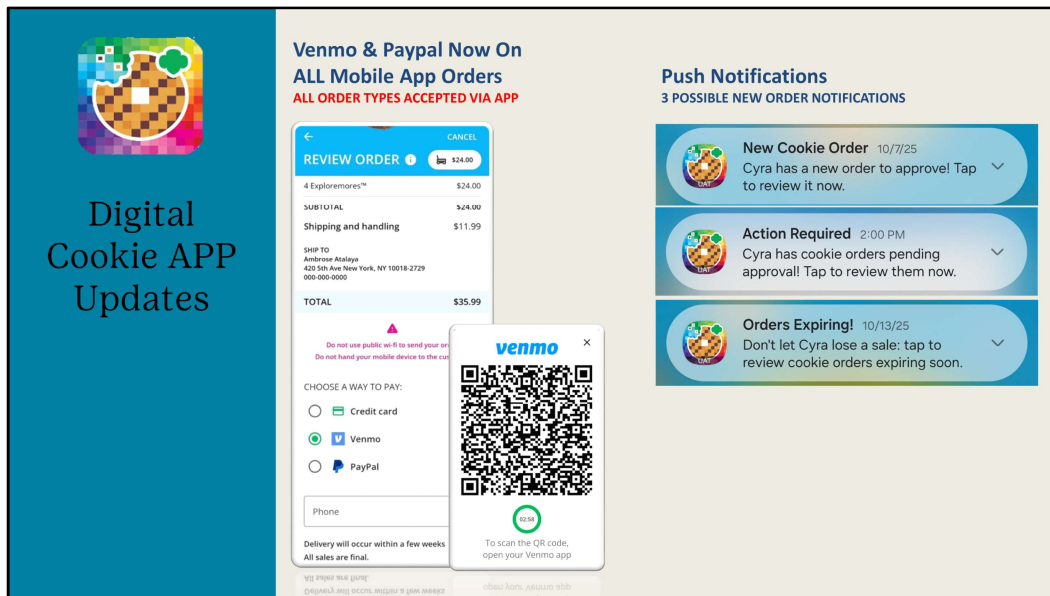 Digital
Cookie APP
Updates
Venmo & Paypal Now On
ALL Mobile App Orders
ALL ORDER TYPES ACCEPTED VIA APP
CANCEL
REVIEW ORDER i $24.00
4 Exploremores™ $24.00
SUBTOTAL $24.00
Shipping and handling $11.99
SHIP TO
Ambrose Atalaya
420 5th Ave New York, NY 10018-2729
000-000-0000
TOTAL $35.99
Do not use public wi-fi to send your or
Do not hand your mobile device to the cus
CHOOSE A WAY TO PAY:
Credit card
Venmo
PayPal
Phone
Delivery will occur within a few weeks
All sales are final.
venmo
02:58
To scan the QR code,
open your Venmo app
Push Notifications
3 POSSIBLE NEW ORDER NOTIFICATIONS
New Cookie Order 10/7/25
Cyra has a new order to approve! Tap
to review it now.
UAT
Action Required 2:00 PM
Cyra has cookie orders pending
approval! Tap to review them now.
UAT
Orders Expiring! 10/13/25
Don't let Cyra lose a sale: tap to
review cookie orders expiring soon.
UAT